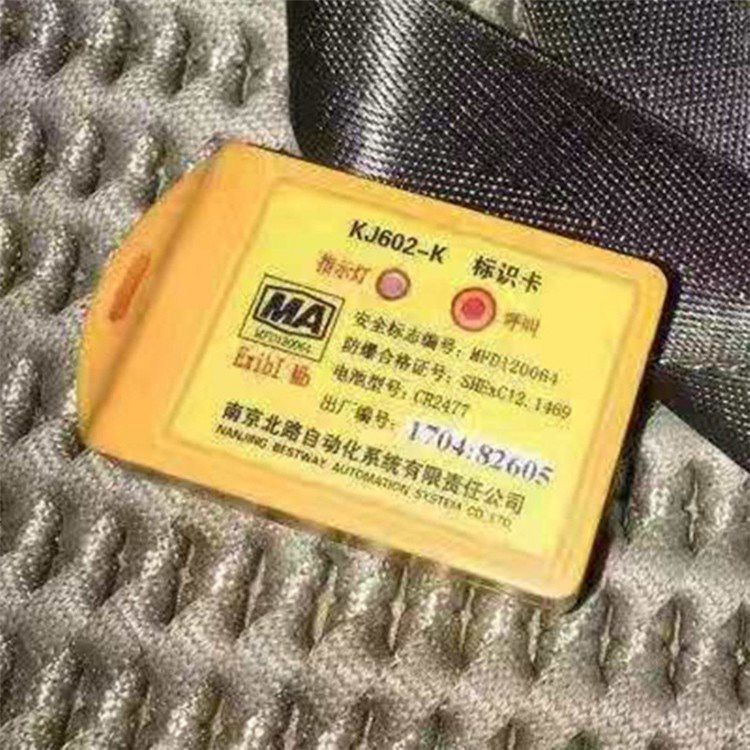 KJ602-K 标识卡
指示灯 呼叫
MA
安全标志编号: MFD120064
防爆合格证号: SHExC12.1469
ExibI Mb
电池型号: CR2477
出厂编号: 1704:82605
南京北路自动化系统有限责任公司
NANJING BESTWAY AUTOMATION SYSTEM CO.,LTD.